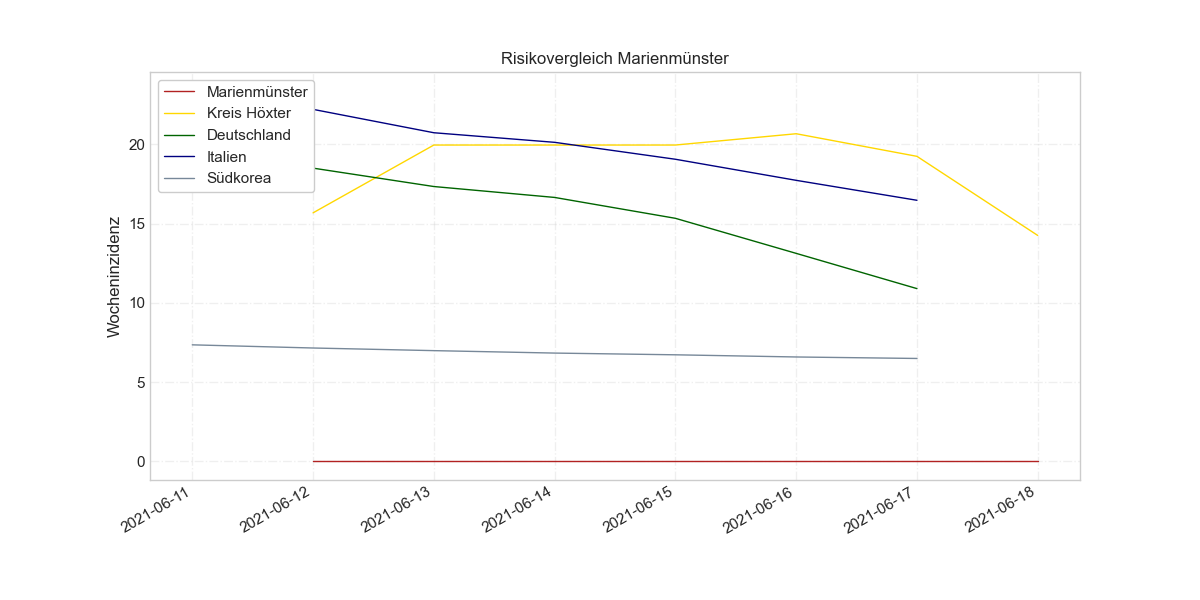 Risikovergleich Marienmünster
Marienmünster
Kreis Höxter
Deutschland
Italien
Südkorea
Wocheninzidenz
20
15
10
5
0
2021-06-11
2021-06-12
2021-06-13
2021-06-14
2021-06-15
2021-06-16
2021-06-17
2021-06-18